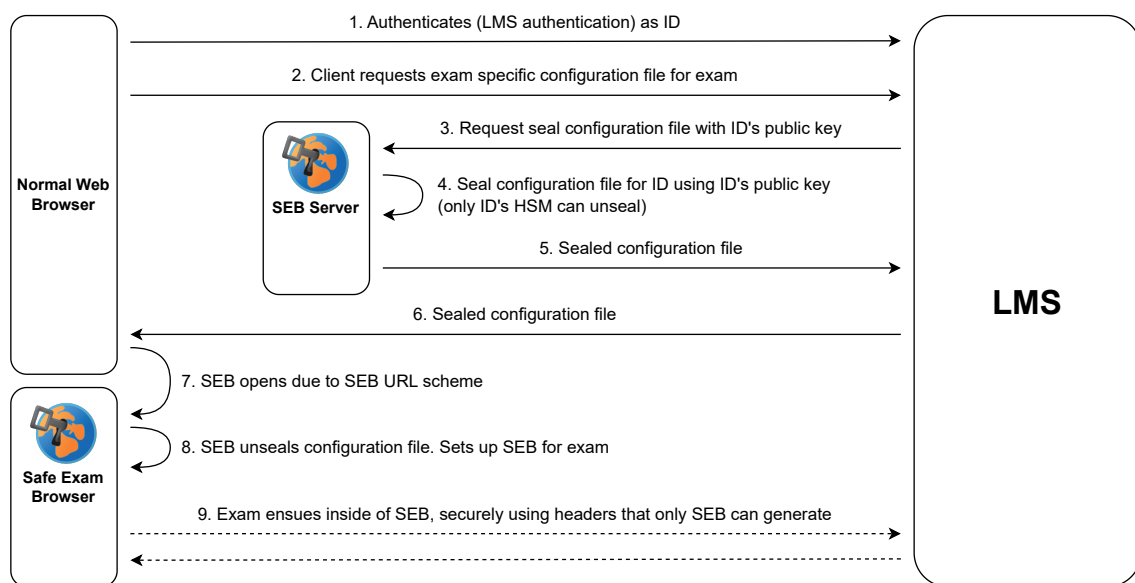 1. Authenticates (LMS authentication) as ID
2. Client requests exam specific configuration file for exam
3. Request seal configuration file with ID's public key
Normal Web
Browser
4. Seal configuration file for ID using ID's public key
(only ID's HSM can unseal)
SEB Server
5. Sealed configuration file
LMS
6. Sealed configuration file
7. SEB opens due to SEB URL scheme
8. SEB unseals configuration file. Sets up SEB for exam
Safe Exam
Browser
9. Exam ensues inside of SEB, securely using headers that only SEB can generate